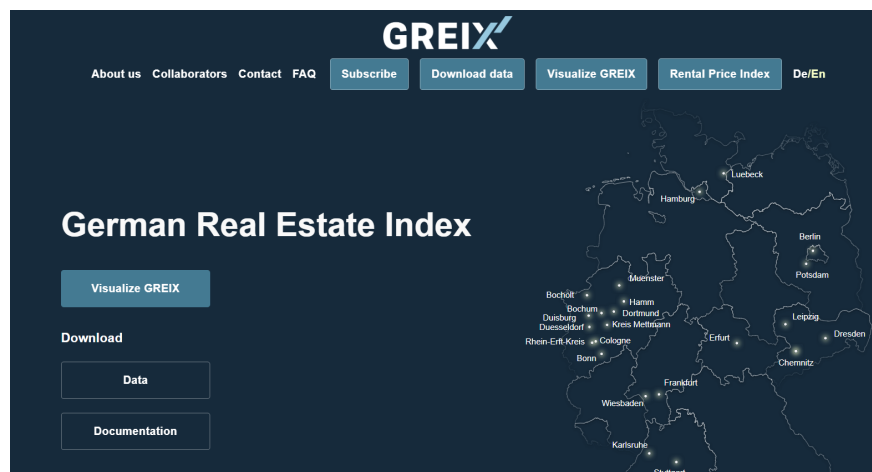 GREIX
About us Collaborators Contact FAQ Subscribe Download data Visualize GREIX Rental Price Index De/En
Luebeck
Hamburg
German Real Estate Index
Berlin
Potsdam
Visualize GREIX
Muenster
Bocholt
Hamm
Bochum
Dortmund
Duisburg
Leipzig
Duesseldorf
Kreis Mettmann
Download
Dresden
Erfurt
Rhein-Erft-Kreis
Cologne
Bonn
Chemnitz
Data
Frankfurt
Wiesbaden
Documentation
Karlsruhe